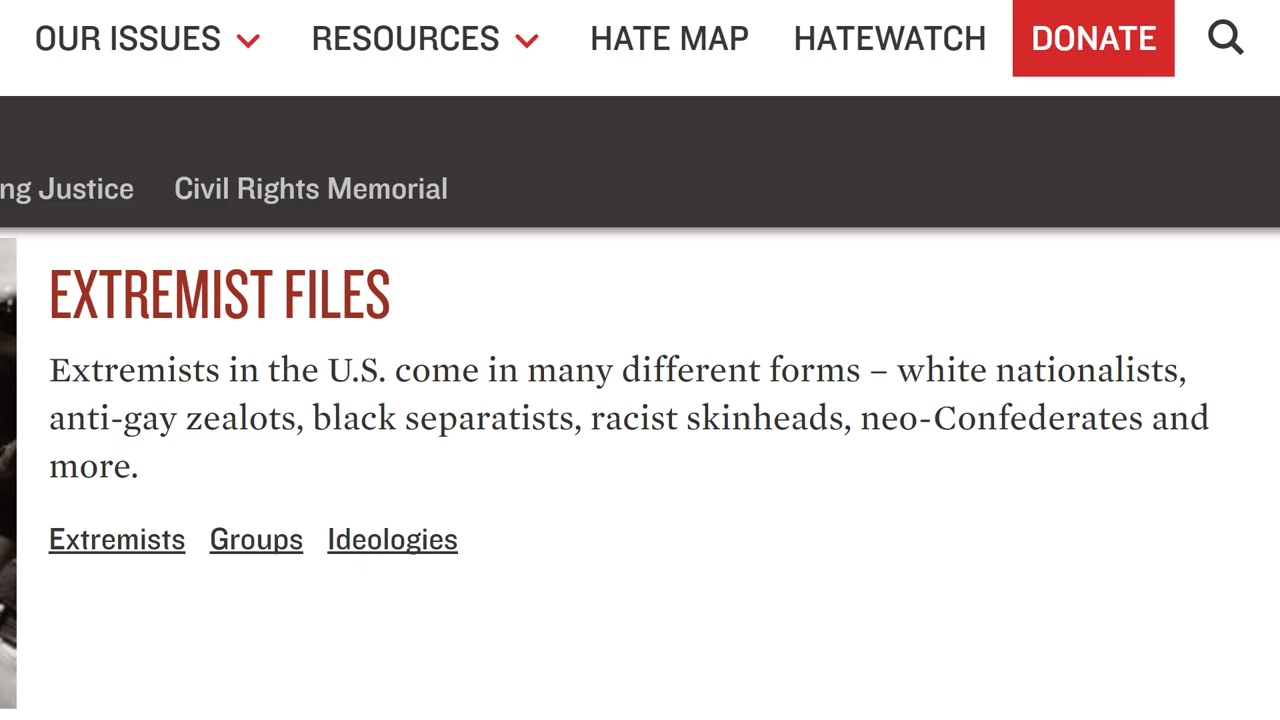 OUR ISSUES RESOURCES HATE MAP HATEWATCH DONATE
ng Justice Civil Rights Memorial
EXTREMIST FILES
Extremists in the U.S. come in many different forms – white nationalists,
anti-gay zealots, black separatists, racist skinheads, neo-Confederates and
more.
Extremists Groups Ideologies